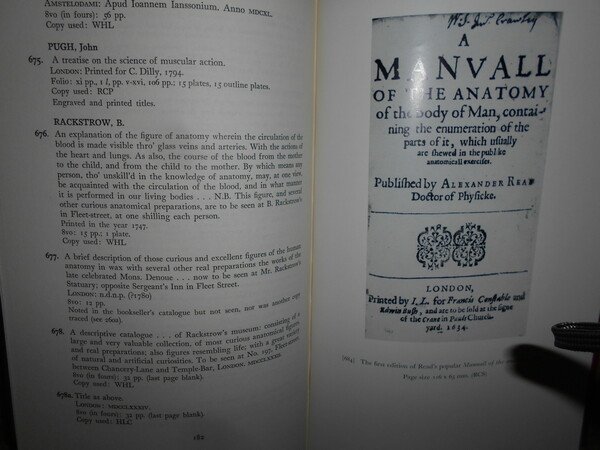 AMSTELODAMI: Apud Ioannem Ianssonium. Anno MDCXL.
8vo (in fours): 56 pp.
Copy used: WHL
PUGH, John
675. A treatise on the science of muscular action.
LONDON: Printed for C. Dilly, 1794.
Folio: xi pp., 1 l, pp. v-vi, 106 pp.; 15 plates, 15 outline plates.
Copy used: RCP
Engraved and printed titles.
RACKSTROW, B.
676. An explanation of the figure of anatomy wherein the circulation of the
blood is made visible thro' glass veins and arteries. With the actions of
the heart and lungs. As also, the course of the blood from the mother
to the child, and from the child to the mother. By which means any
person, tho' unskill'd in the knowledge of anatomy, may, at one view,
be acquainted with the circulation of the blood, and in what manner
it is performed in our living bodies . . . N.B. This figure, and several
other curious anatomical preparations, are to be seen at B. Rackstrow's
in Fleet-street, at one shilling each person.
Printed in the year 1747.
8vo: 15 pp.; 1 plate.
Copy used: WHL
677. A brief description of those curious and excellent figures of the human
anatomy in wax with several other real preparations the works of the
late celebrated Mons. Denoue . . . now to be seen at Mr. Rackstrow's
Statuary; opposite Sergeant's Inn in Fleet Street.
LONDON: n.d.n.p. (?1780)
8vo: 12 pp.
Noted in the bookseller's catalogue but not seen, nor was another copy
traced (see 260a).
678. A descriptive catalogue . . . of Rackstrow's museum: consisting of a
large and very valuable collection, of most curious anatomical figures,
and real preparations; also figures resembling life; with a great variety
of natural and artificial curiosities. To be seen at No. 197, Fleet-street,
between Chancery-Lane and Temple-Bar, LONDON,
8vo (in fours): 32 pp. (last page blank).
Copy used: WHL
678a. Title as above.
LONDON: MDCCLXXXIV.
8vo (in fours): 32 pp. (last page blank).
Copy used: HLC
182
A
MANVALL
OF THE ANATOMY
of the body of Man, contai-
ning the enumeration of the
parts of it, which usually
are shewed in the publike
anatomicall exercises.
Published by ALEXANDER READ
Doctor of Physicke.
LONDON,
Printed by I.L. for Francis Constable and
Edwin Bush, and are to be sold at the signe
of the Crane in Pauls Church-
yard. 1634.
[684] The first edition of Read's popular Manuall of the
Page size 116 x 65 mm. (RCS)